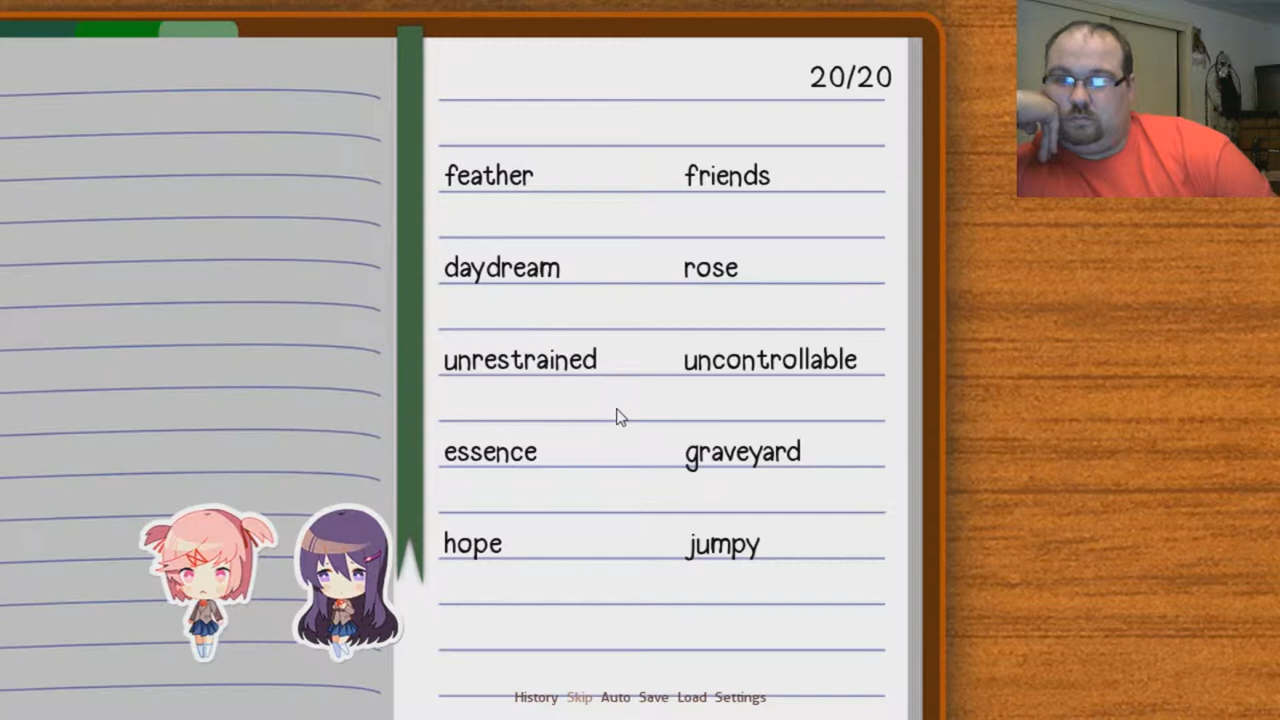 20/20
feather friends
daydream rose
unrestrained uncontrollable
essence graveyard
hope jumpy
History Skip Auto Save Load Settings